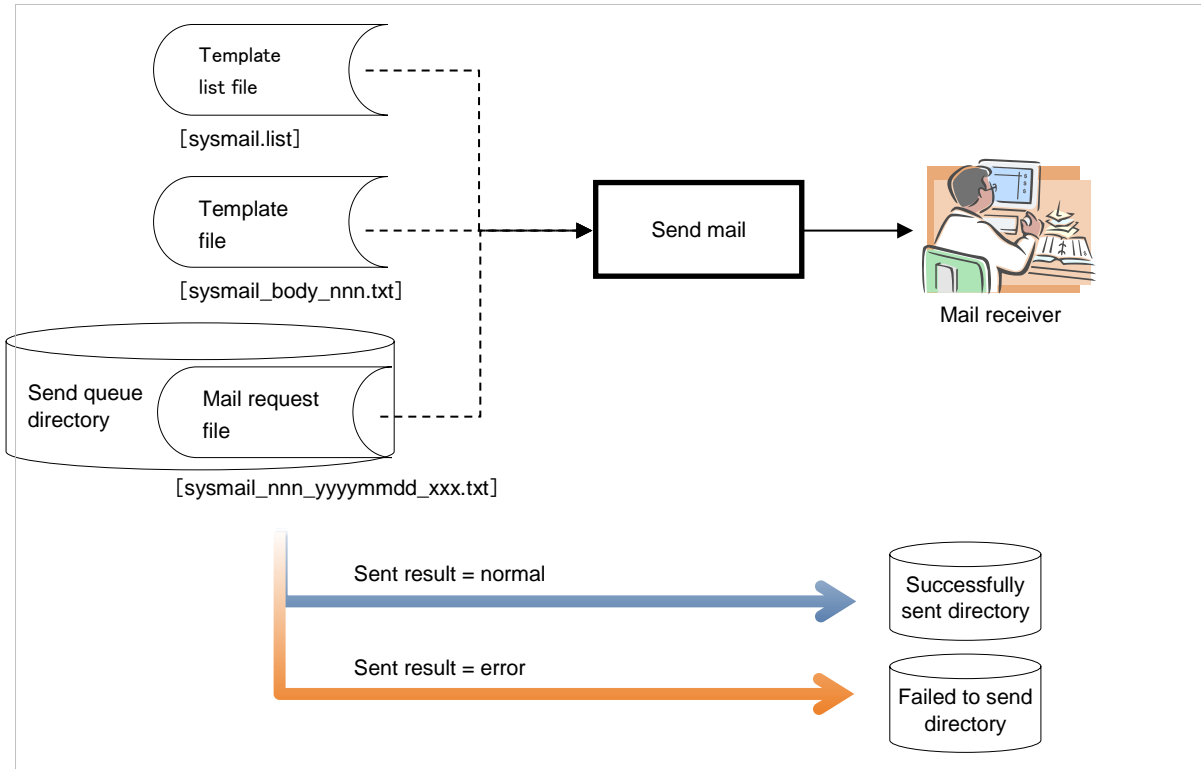 Template
list file
［sysmail.list］
Template
file
［sysmail_body_nnn.txt］
Send mail
Mail receiver
Send queue
directory
Mail request
file
［sysmail_nnn_yyyymmdd_xxx.txt］
Sent result = normal
Successfully
sent directory
Sent result = error
Failed to send
directory